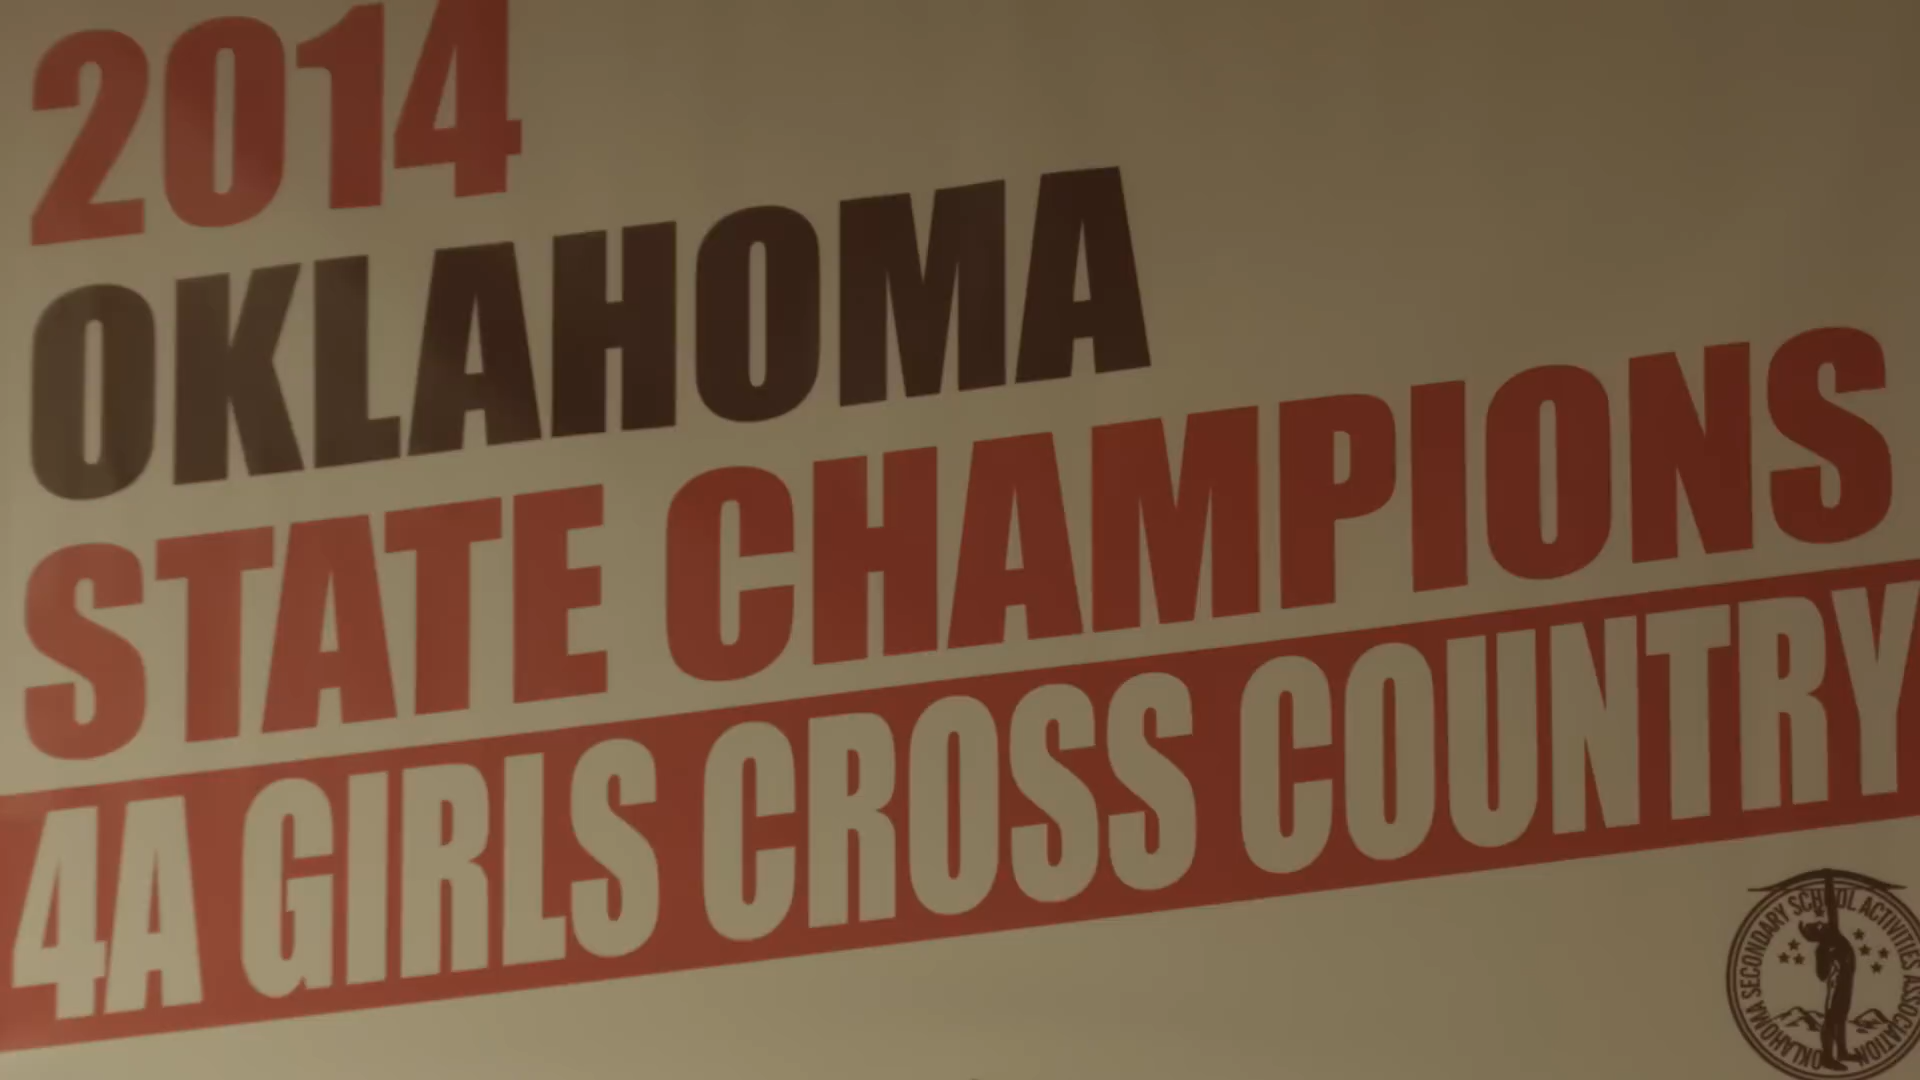 2014
OKLAHOMA
STATE CHAMPIONS
4A GIRLS CROSS COUNTRY
OKLAHOMA SECONDARY SCHOOL ACTIVITIES ASSOCIATION